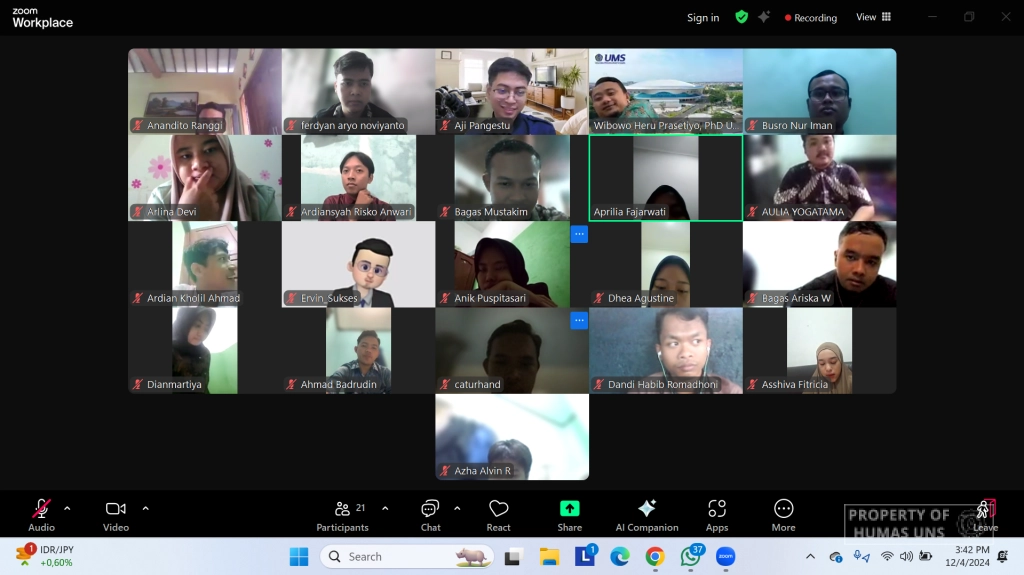 zoom
Workplace
Sign in
Recording
View
UMS
Anandito Ranggi
ferdyan aryo noviyanto
Aji Pangestu
Wibowo Heru Prasetiyo, PhD U...
Busro Nur Iman
Arlina Devi
Ardiansyah Risko Anwari
Bagas Mustakim
Aprilia Fajarwati
AULIA YOGATAMA
Ardian Kholil Ahmad
Ervin_Sukses
Anik Puspitasari
Dhea Agustine
Bagas Ariska W
Dianmartiya
Ahmad Badrudin
caturhand
Dandi Habib Romadhoni
Asshiva Fitricia
Azha Alvin R
21
Audio
Video
Participants
Chat
React
Share
AI Companion
Apps
More
Leave
PROPERTY OF
HUMAS UNS
1
IDR/JPY
+0,60%
Search
1
37
zoom
3:42 PM
12/4/2024